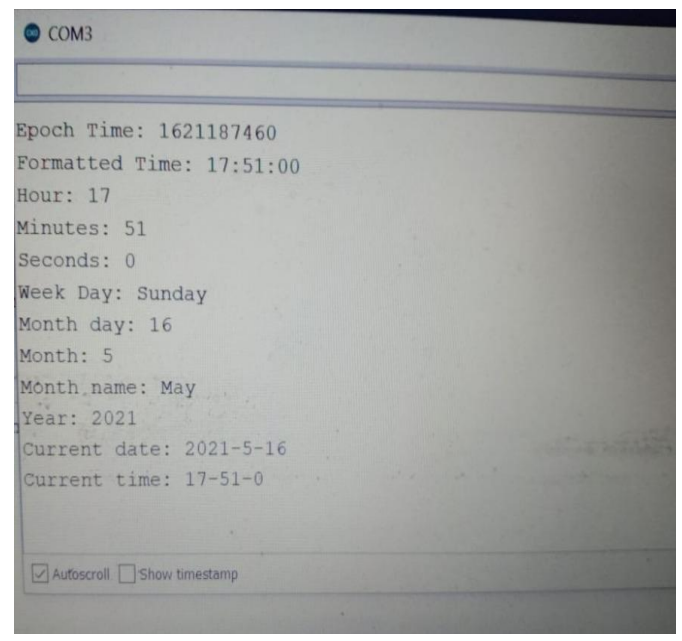 COM3
Epoch Time: 1621187460
Formatted Time: 17:51:00
Hour: 17
Minutes: 51
Seconds: 0
Week Day: Sunday
Month day: 16
Month: 5
Month name: May
Year: 2021
Current date: 2021-5-16
Current time: 17-51-0
Autoscroll Show timestamp